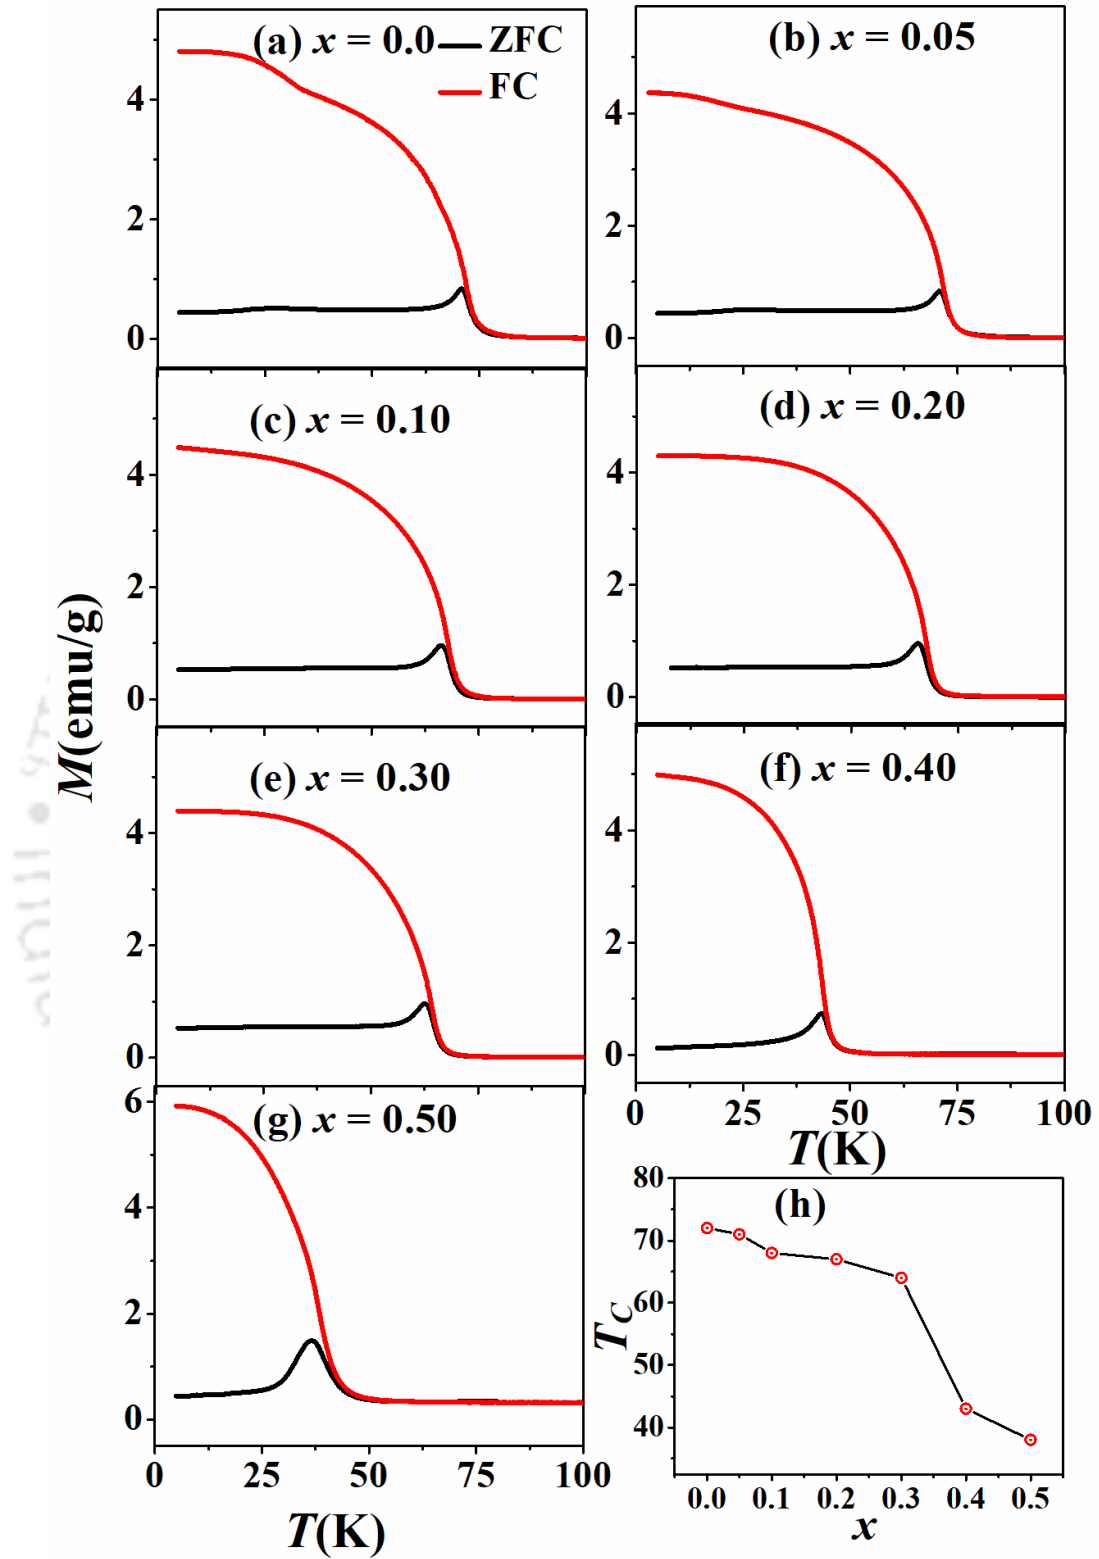 (a) x = 0.0
ZFC
FC
4
2
0
(b) x = 0.05
4
2
0
(c) x = 0.10
4
2
0
(d) x = 0.20
4
2
0
M(emu/g)
(e) x = 0.30
4
2
0
(f) x = 0.40
4
2
0
0 25 50 75 100
T(K)
(g) x = 0.50
6
4
2
0
0 25 50 75 100
T(K)
(h)
80
70
60
50
40
T_C
0.0 0.1 0.2 0.3 0.4 0.5
x